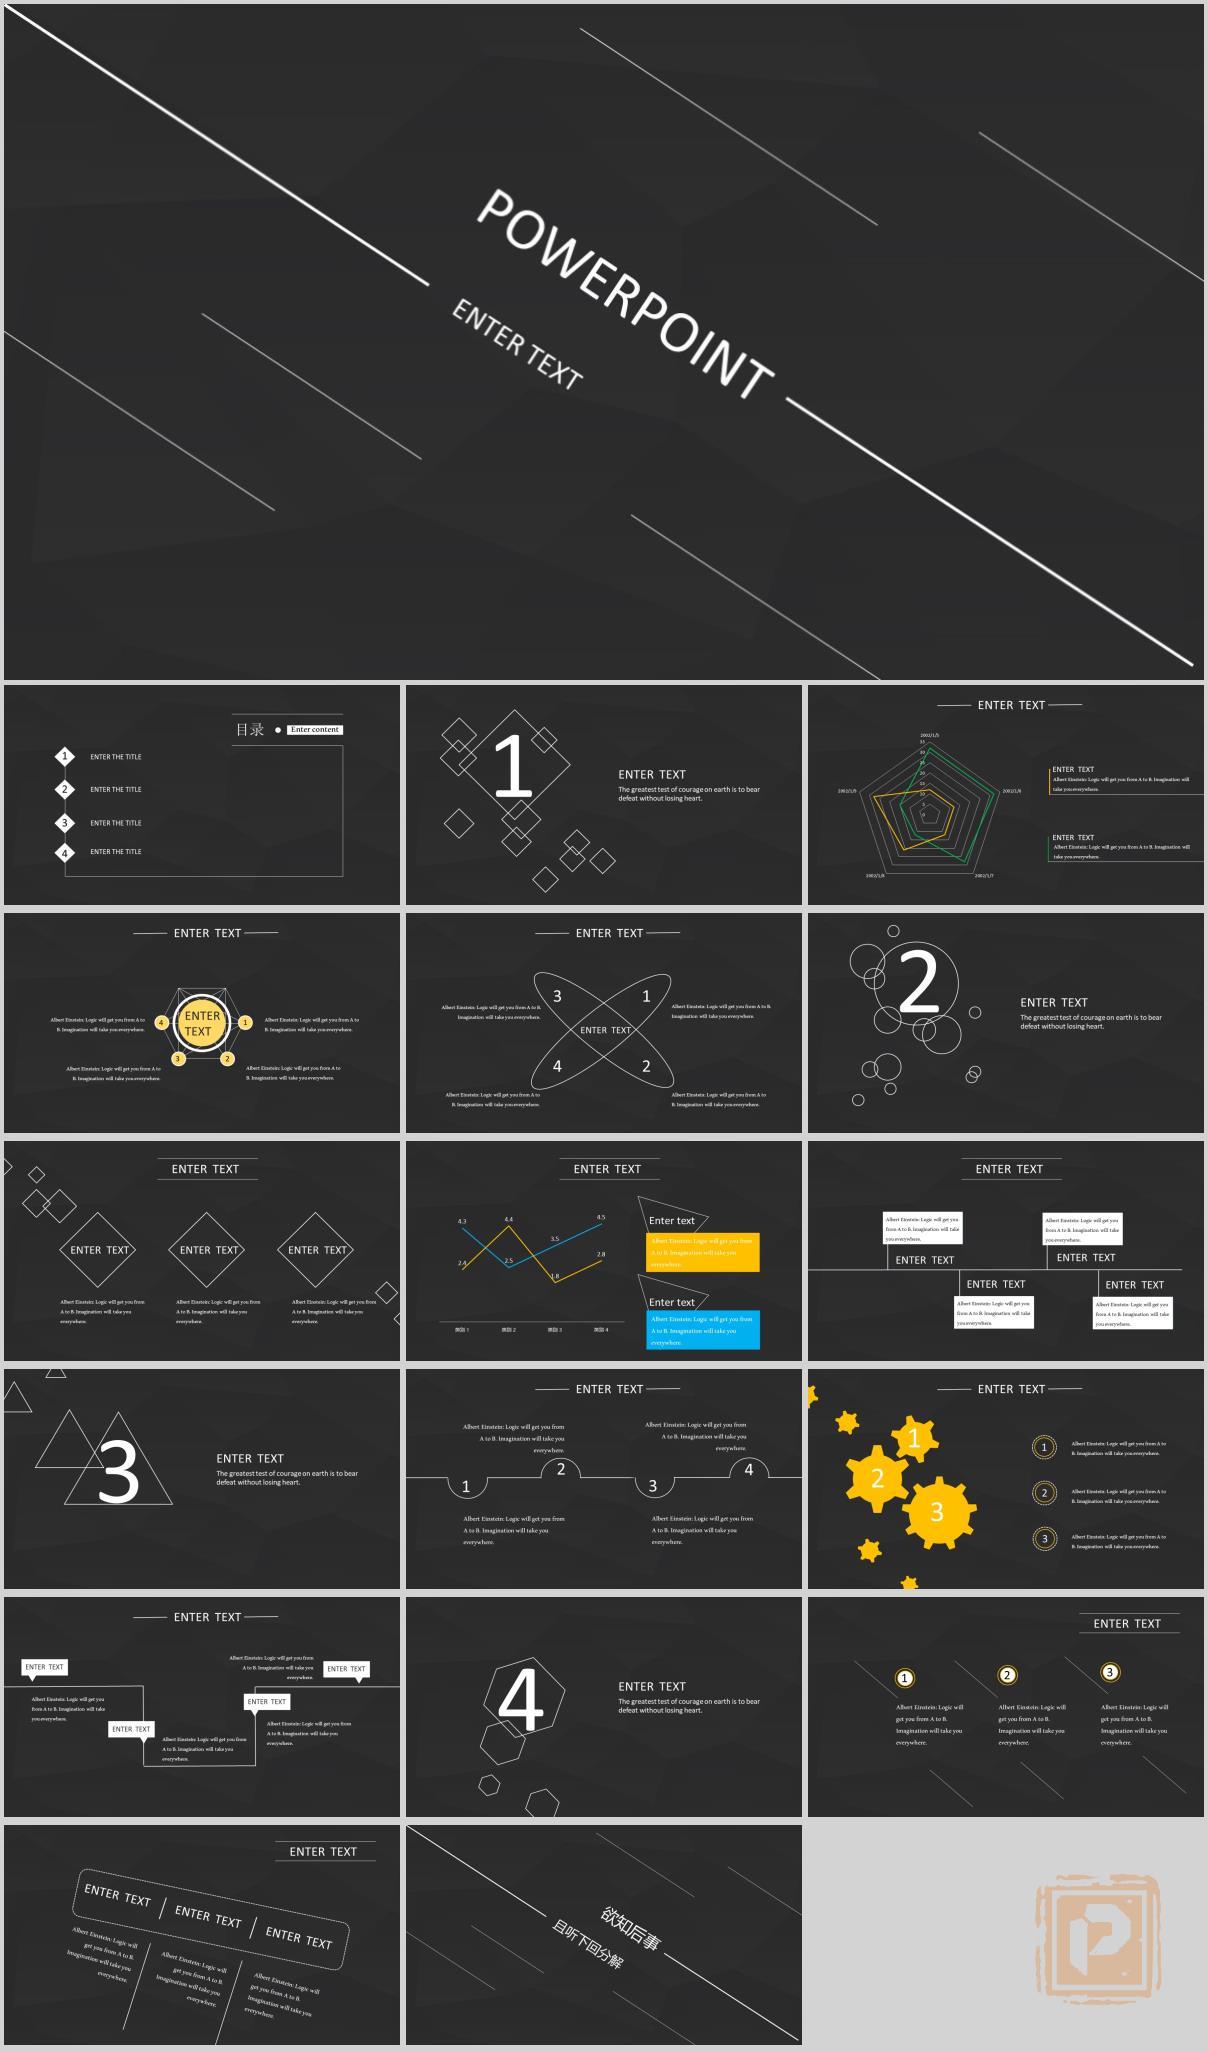 POWERPOINT
ENTER TEXT
目录
Enter content
1
ENTER THE TITLE
2
ENTER THE TITLE
3
ENTER THE TITLE
4
ENTER THE TITLE
1
ENTER TEXT
The greatest test of courage on earth is to bear
defeat without losing heart.
ENTER TEXT
2002/1/5
35
30
25
20
15
10
5
0
2002/1/9
2002/1/6
2002/1/8
2002/1/7
ENTER TEXT
Albert Einstein: Logic will get you from A to B. Imagination will
take you everywhere.
ENTER TEXT
Albert Einstein: Logic will get you from A to B. Imagination will
take you everywhere.
ENTER TEXT
Albert Einstein: Logic will get you from A to
B. Imagination will take you everywhere.
4
ENTER
TEXT
1
Albert Einstein: Logic will get you from A to
B. Imagination will take you everywhere.
3
2
Albert Einstein: Logic will get you from A to
B. Imagination will take you everywhere.
Albert Einstein: Logic will get you from A to
B. Imagination will take you everywhere.
ENTER TEXT
3
1
Albert Einstein: Logic will get you from A to B.
Imagination will take you everywhere.
Albert Einstein: Logic will get you from A to B.
Imagination will take you everywhere.
ENTER TEXT
4
2
Albert Einstein: Logic will get you from A to
B. Imagination will take you everywhere.
Albert Einstein: Logic will get you from A to
B. Imagination will take you everywhere.
2
ENTER TEXT
The greatest test of courage on earth is to bear
defeat without losing heart.
ENTER TEXT
ENTER TEXT
ENTER TEXT
ENTER TEXT
Albert Einstein: Logic will get you from
A to B. Imagination will take you
everywhere.
Albert Einstein: Logic will get you from
A to B. Imagination will take you
everywhere.
Albert Einstein: Logic will get you from
A to B. Imagination will take you
everywhere.
ENTER TEXT
4.3
4.4
4.5
2.4
2.5
3.5
1.8
2.8
类别 1
类别 2
类别 3
类别 4
Enter text
Albert Einstein: Logic will get you from
A to B. Imagination will take you
everywhere.
Enter text
Albert Einstein: Logic will get you from
A to B. Imagination will take you
everywhere.
ENTER TEXT
Albert Einstein: Logic will get you
from A to B. Imagination will take
you everywhere.
ENTER TEXT
Albert Einstein: Logic will get you
from A to B. Imagination will take
you everywhere.
ENTER TEXT
ENTER TEXT
Albert Einstein: Logic will get you
from A to B. Imagination will take
you everywhere.
ENTER TEXT
Albert Einstein: Logic will get you
from A to B. Imagination will take
you everywhere.
3
ENTER TEXT
The greatest test of courage on earth is to bear
defeat without losing heart.
ENTER TEXT
Albert Einstein: Logic will get you from
A to B. Imagination will take you
everywhere.
Albert Einstein: Logic will get you from
A to B. Imagination will take you
everywhere.
1
2
3
4
Albert Einstein: Logic will get you from
A to B. Imagination will take you
everywhere.
Albert Einstein: Logic will get you from
A to B. Imagination will take you
everywhere.
ENTER TEXT
1
2
3
1
Albert Einstein: Logic will get you from A to
B. Imagination will take you everywhere.
2
Albert Einstein: Logic will get you from A to
B. Imagination will take you everywhere.
3
Albert Einstein: Logic will get you from A to
B. Imagination will take you everywhere.
ENTER TEXT
ENTER TEXT
Albert Einstein: Logic will get you
from A to B. Imagination will take
you everywhere.
ENTER TEXT
Albert Einstein: Logic will get you from
A to B. Imagination will take you
everywhere.
Albert Einstein: Logic will get you from
A to B. Imagination will take you
everywhere.
ENTER TEXT
ENTER TEXT
Albert Einstein: Logic will get you from
A to B. Imagination will take you
everywhere.
4
ENTER TEXT
The greatest test of courage on earth is to bear
defeat without losing heart.
ENTER TEXT
1
Albert Einstein: Logic will
get you from A to B.
Imagination will take you
everywhere.
2
Albert Einstein: Logic will
get you from A to B.
Imagination will take you
everywhere.
3
Albert Einstein: Logic will
get you from A to B.
Imagination will take you
everywhere.
ENTER TEXT
ENTER TEXT
ENTER TEXT
ENTER TEXT
Albert Einstein: Logic will
get you from A to B.
Imagination will take you
everywhere.
Albert Einstein: Logic will
get you from A to B.
Imagination will take you
everywhere.
Albert Einstein: Logic will
get you from A to B.
Imagination will take you
everywhere.
欲知后事
且听下回分解